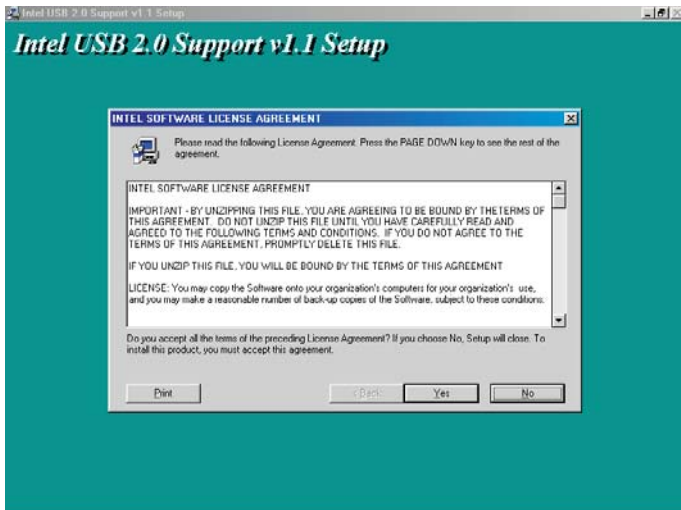 Intel USB 2.0 Support v1.1 Setup
Intel USB 2.0 Support v1.1 Setup
INTEL SOFTWARE LICENSE AGREEMENT
Please read the following License Agreement. Press the PAGE DOWN key to see the rest of the
agreement.
INTEL SOFTWARE LICENSE AGREEMENT
IMPORTANT - BY UNZIPPING THIS FILE, YOU ARE AGREEING TO BE BOUND BY THETERMS OF
THIS AGREEMENT. DO NOT UNZIP THIS FILE UNTIL YOU HAVE CAREFULLY READ AND
AGREED TO THE FOLLOWING TERMS AND CONDITIONS. IF YOU DO NOT AGREE TO THE
TERMS OF THIS AGREEMENT, PROMPTLY DELETE THIS FILE.
IF YOU UNZIP THIS FILE, YOU WILL BE BOUND BY THE TERMS OF THIS AGREEMENT
LICENSE: You may copy the Software onto your organization's computers for your organization's use,
and you may make a reasonable number of back-up copies of the Software, subject to these conditions:
Do you accept all the terms of the preceding License Agreement? If you choose No, Setup will close. To
install this product, you must accept this agreement.
Print
< Back
Yes
No